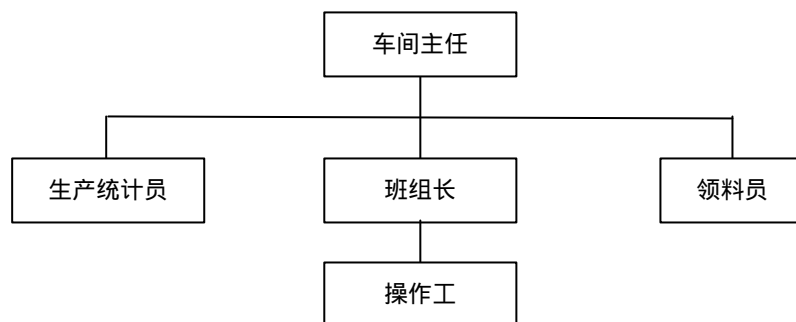 车间主任
生产统计员
班组长
领料员
操作工